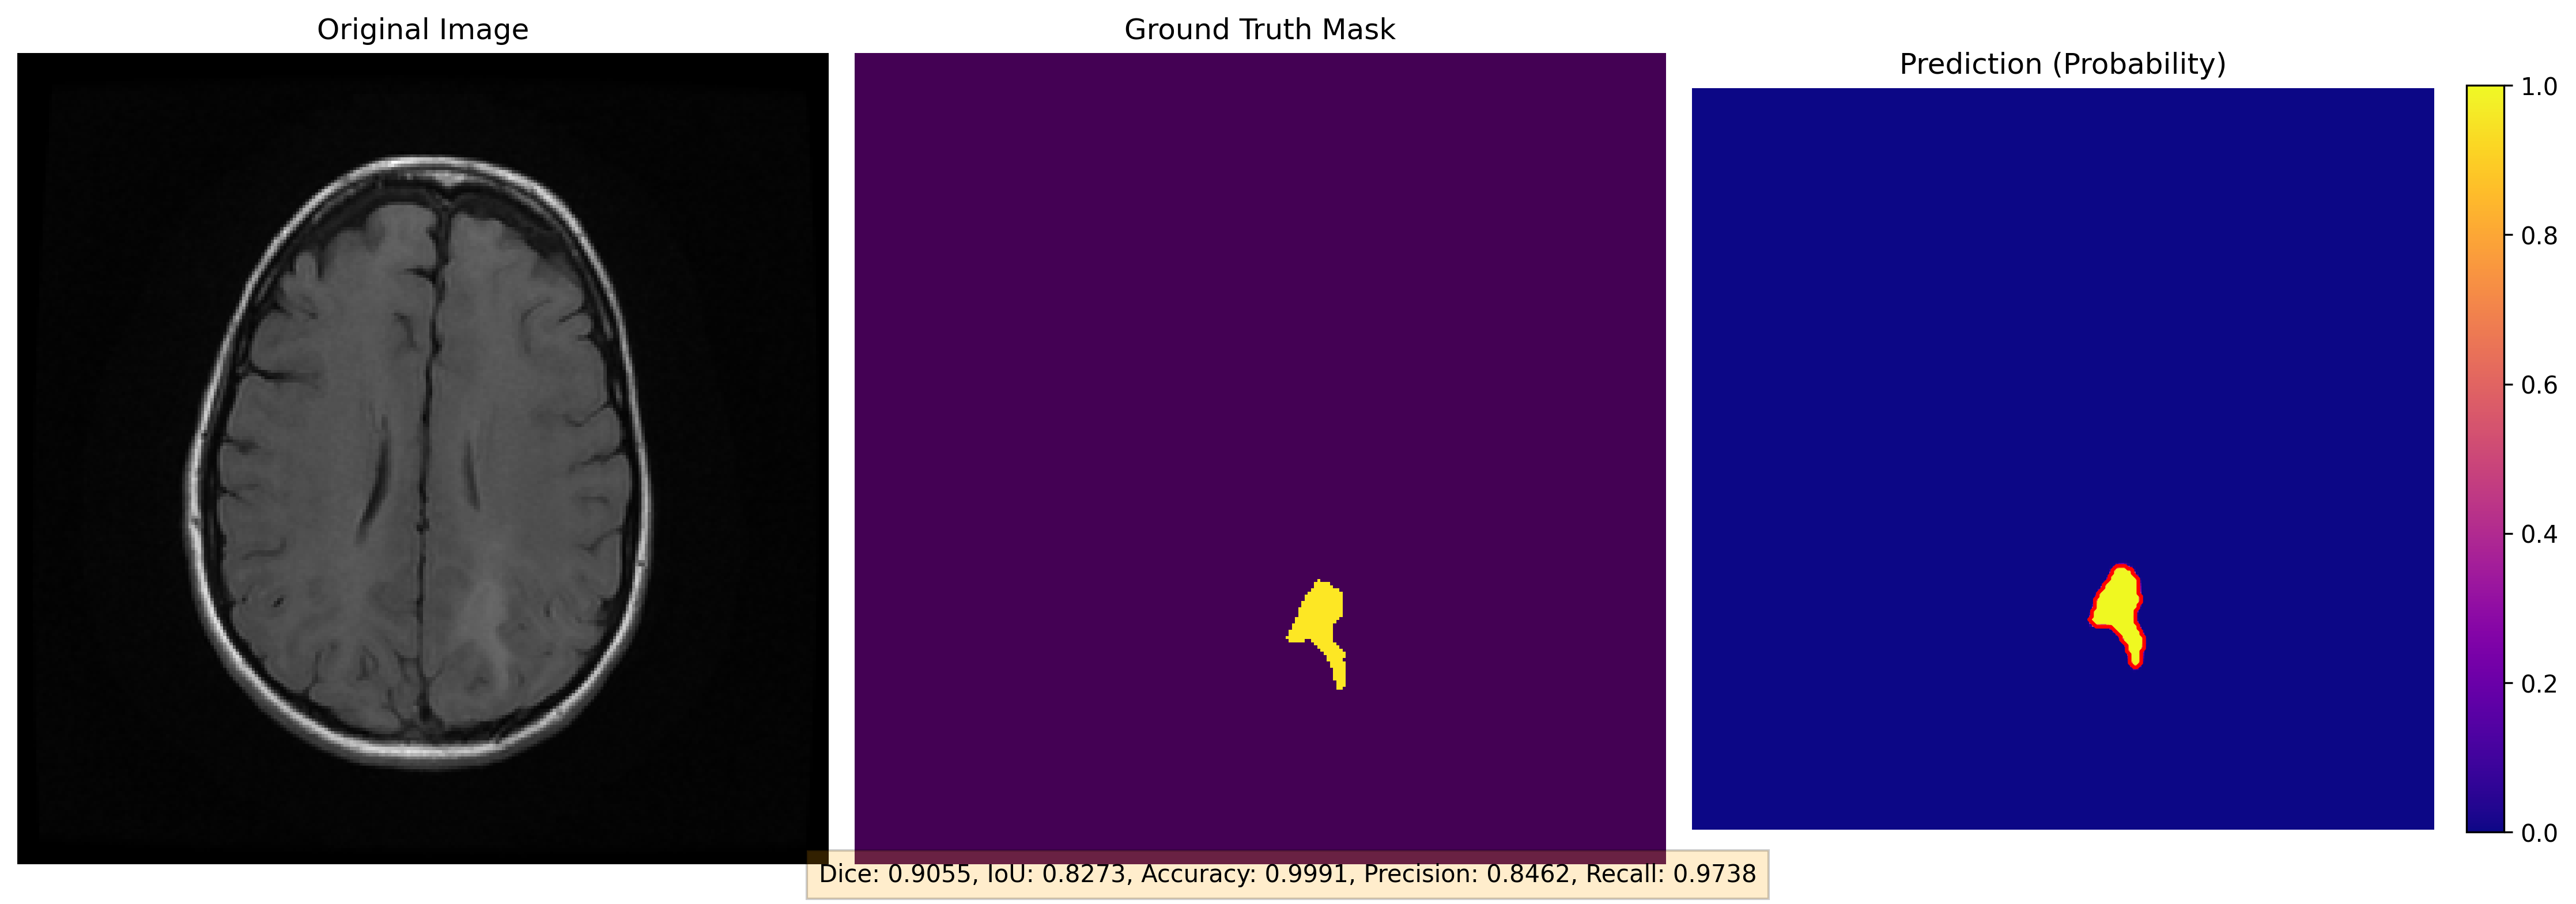 Original Image
Ground Truth Mask
Prediction (Probability)
1.0
0.8
0.6
0.4
0.2
0.0
Dice: 0.9055, IoU: 0.8273, Accuracy: 0.9991, Precision: 0.8462, Recall: 0.9738